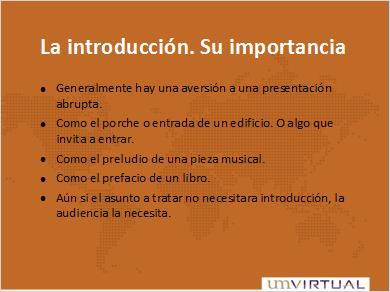 La introducción. Su importancia
• Generalmente hay una aversión a una presentación
abrupta.
• Como el porche o entrada de un edificio. O algo que
invita a entrar.
• Como el preludio de una pieza musical.
• Como el prefacio de un libro.
• Aún si el asunto a tratar no necesitara introducción, la
audiencia la necesita.
umVIRTUAL